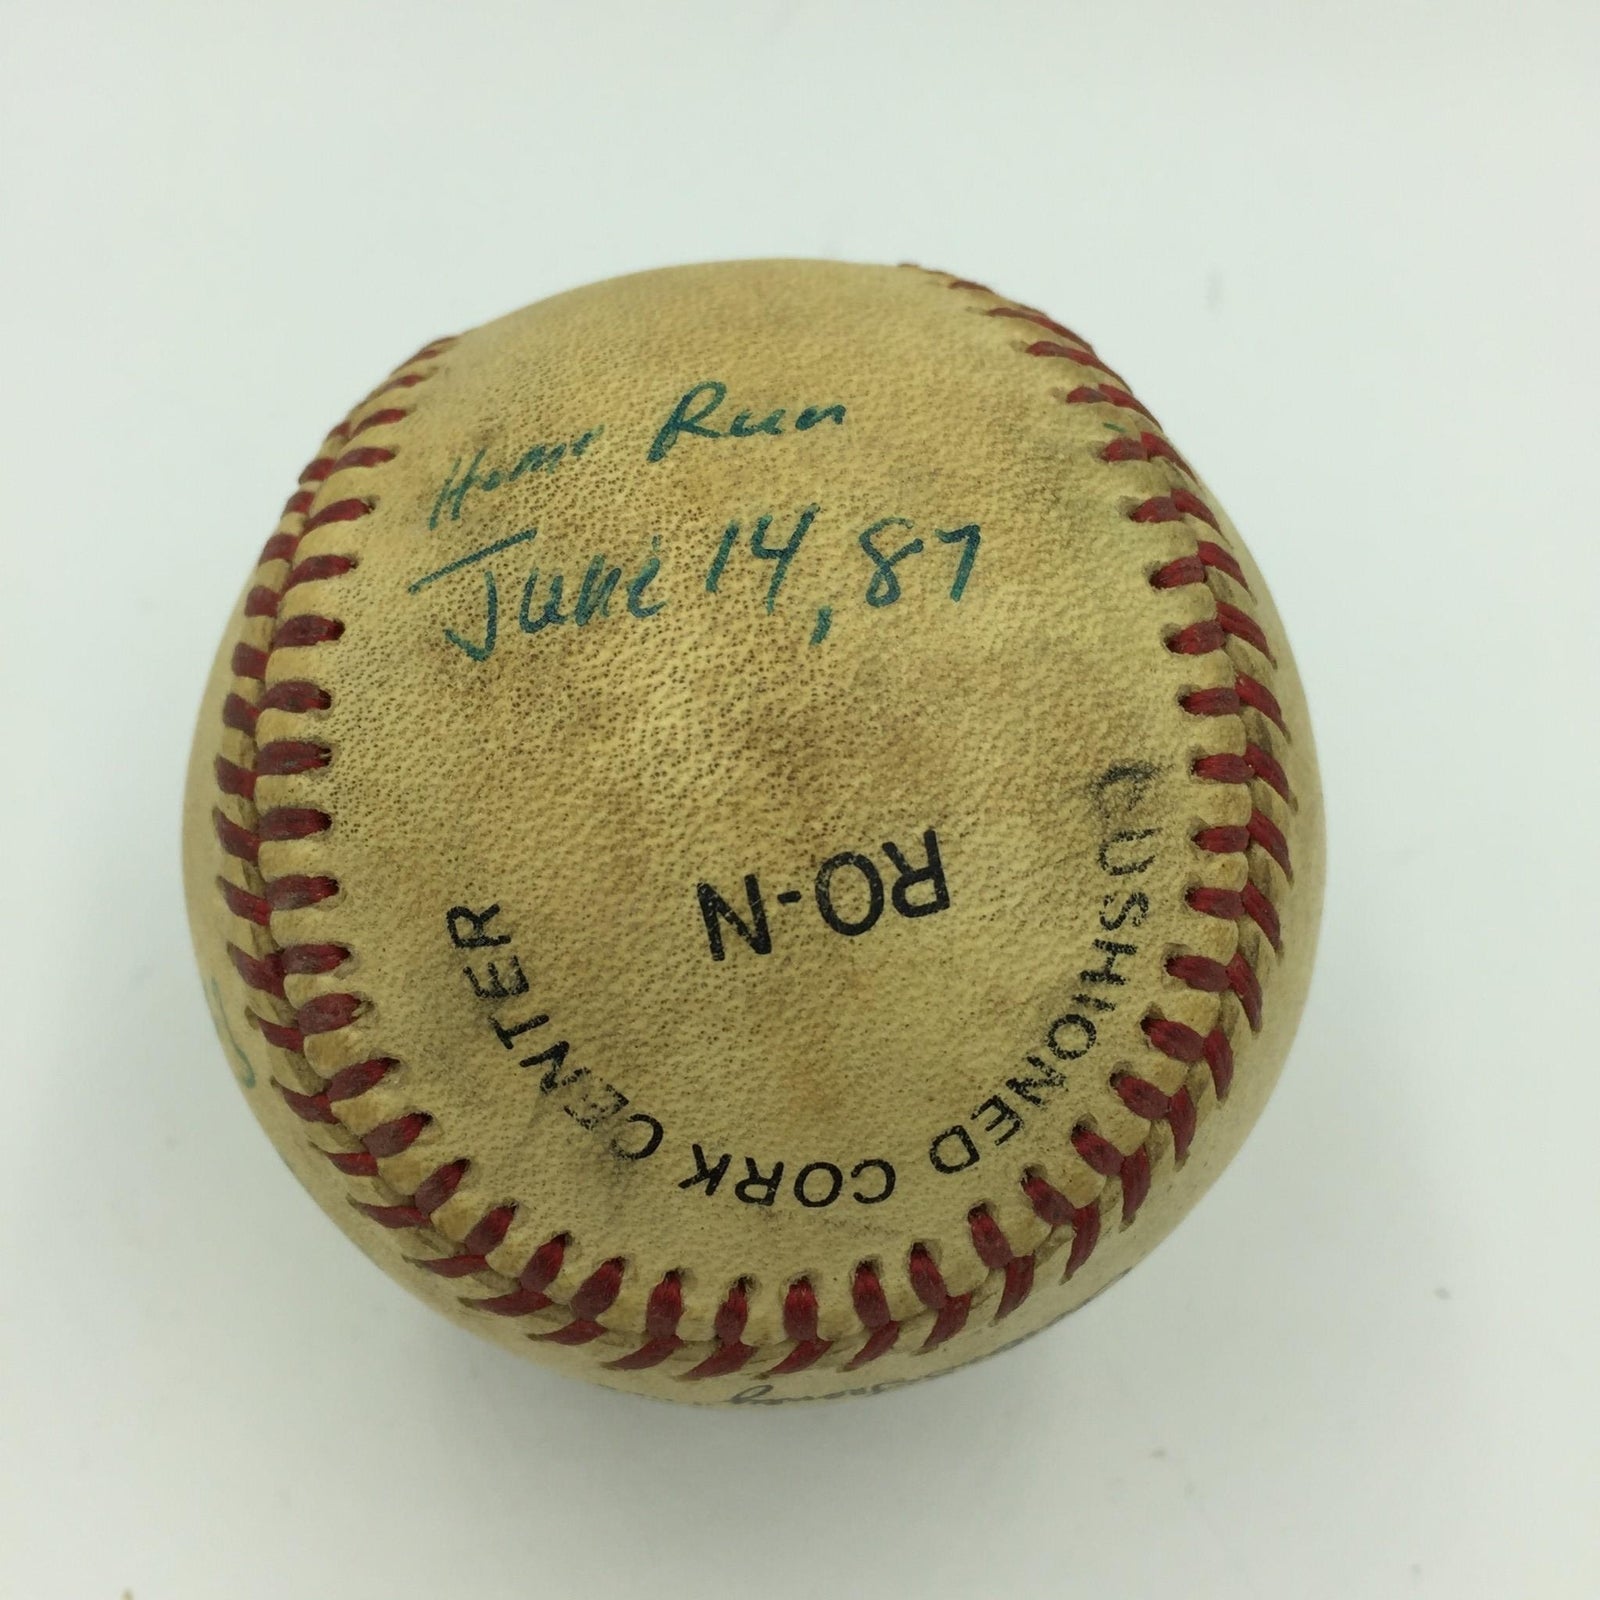 Home Run
June 14, 87
RO-N
CUSHIONED CORK CENTER